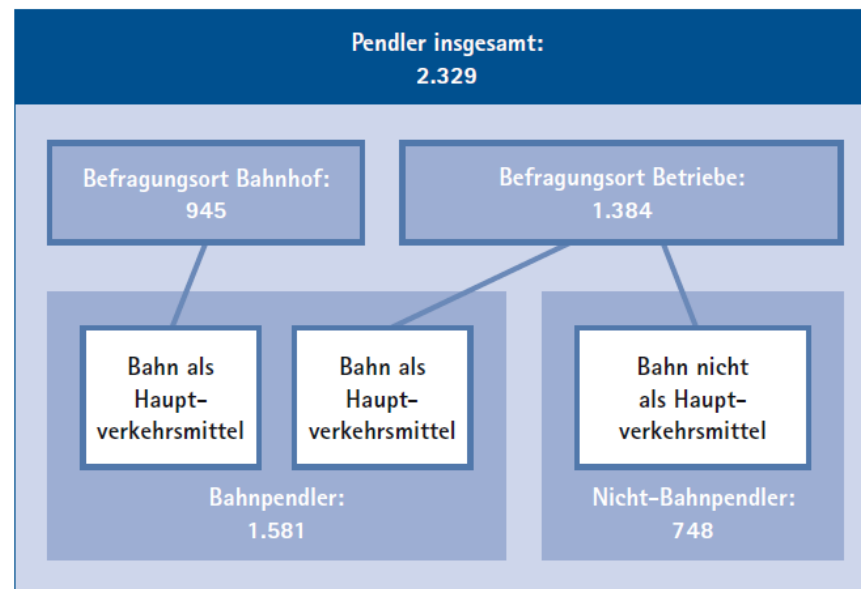 Pendler insgesamt:
2.329
Befragungsort Bahnhof:
945
Befragungsort Betriebe:
1.384
Bahn als
Haupt-
verkehrsmittel
Bahn als
Haupt-
verkehrsmittel
Bahn nicht
als Haupt-
verkehrsmittel
Bahnpendler:
1.581
Nicht-Bahnpendler:
748